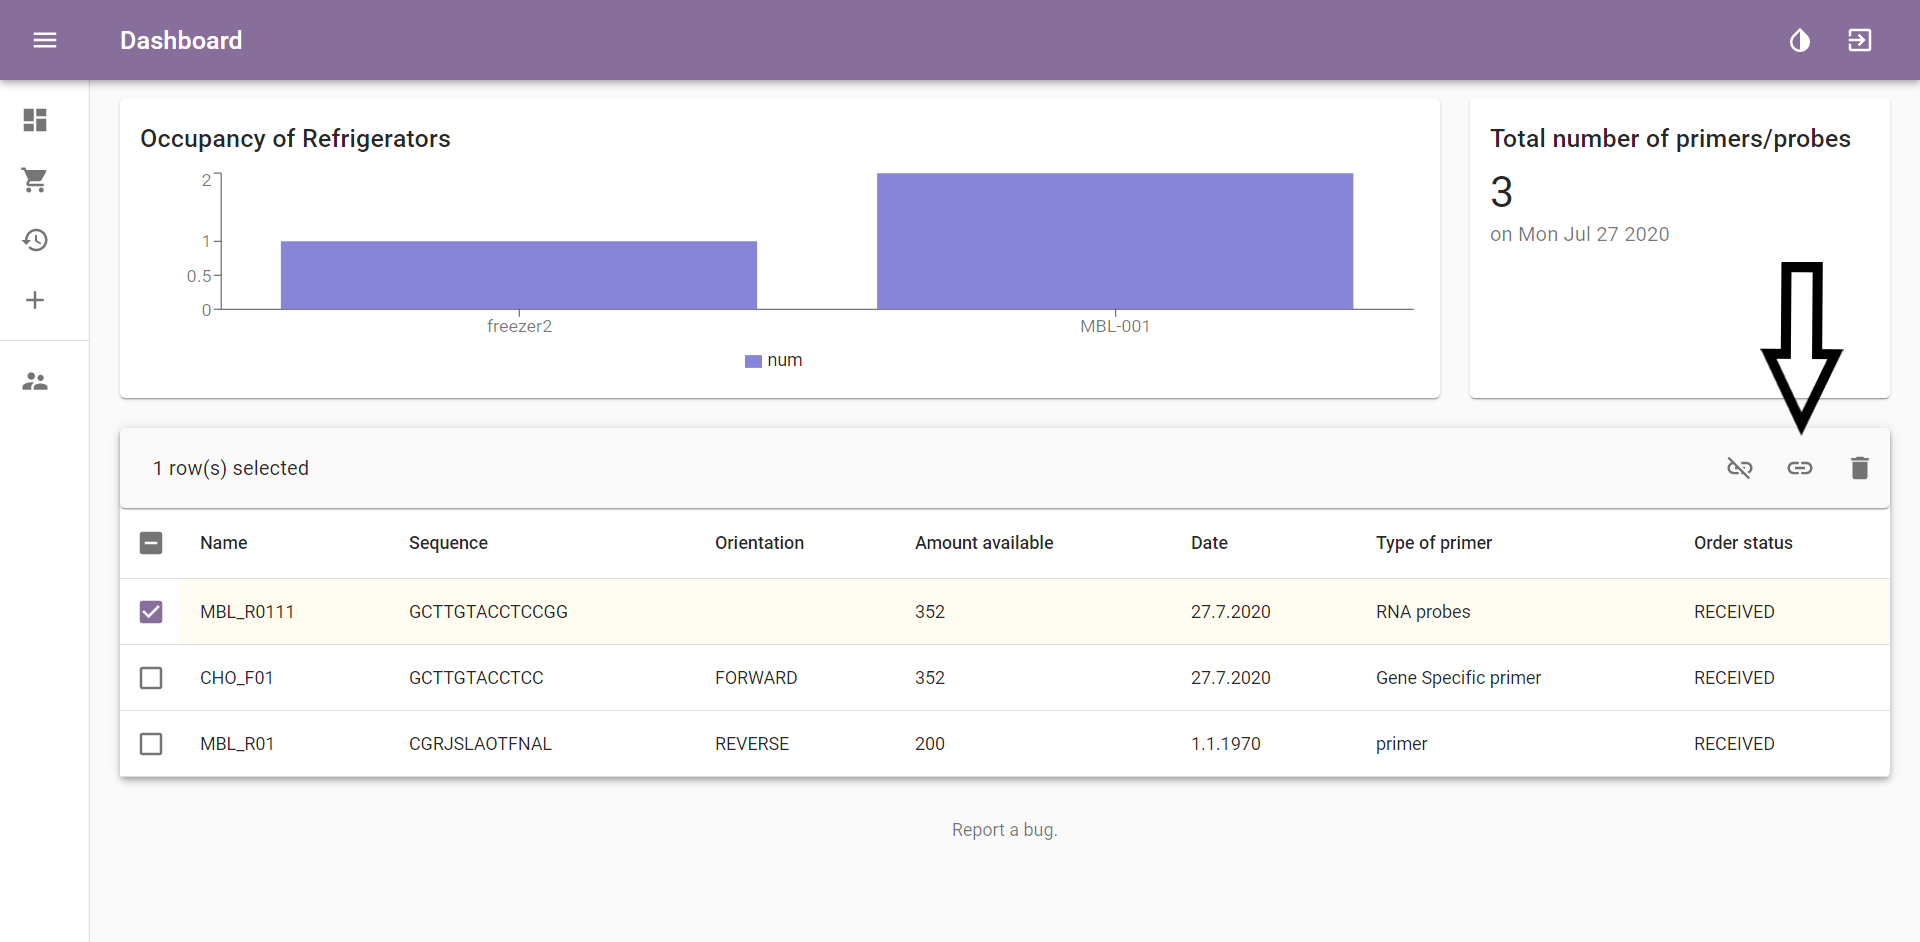 Dashboard
Occupancy of Refrigerators
2
1
0.5
0
freezer2 MBL-001
num
Total number of primers/probes
3
on Mon Jul 27 2020
1 row(s) selected
Name Sequence Orientation Amount available Date Type of primer Order status
MBL_R0111 GCTTGTACCTCCGG 352 27.7.2020 RNA probes RECEIVED
CHO_F01 GCTTGTACCTCC FORWARD 352 27.7.2020 Gene Specific primer RECEIVED
MBL_R01 CGRJSLAOTFNAL REVERSE 200 1.1.1970 primer RECEIVED
Report a bug.